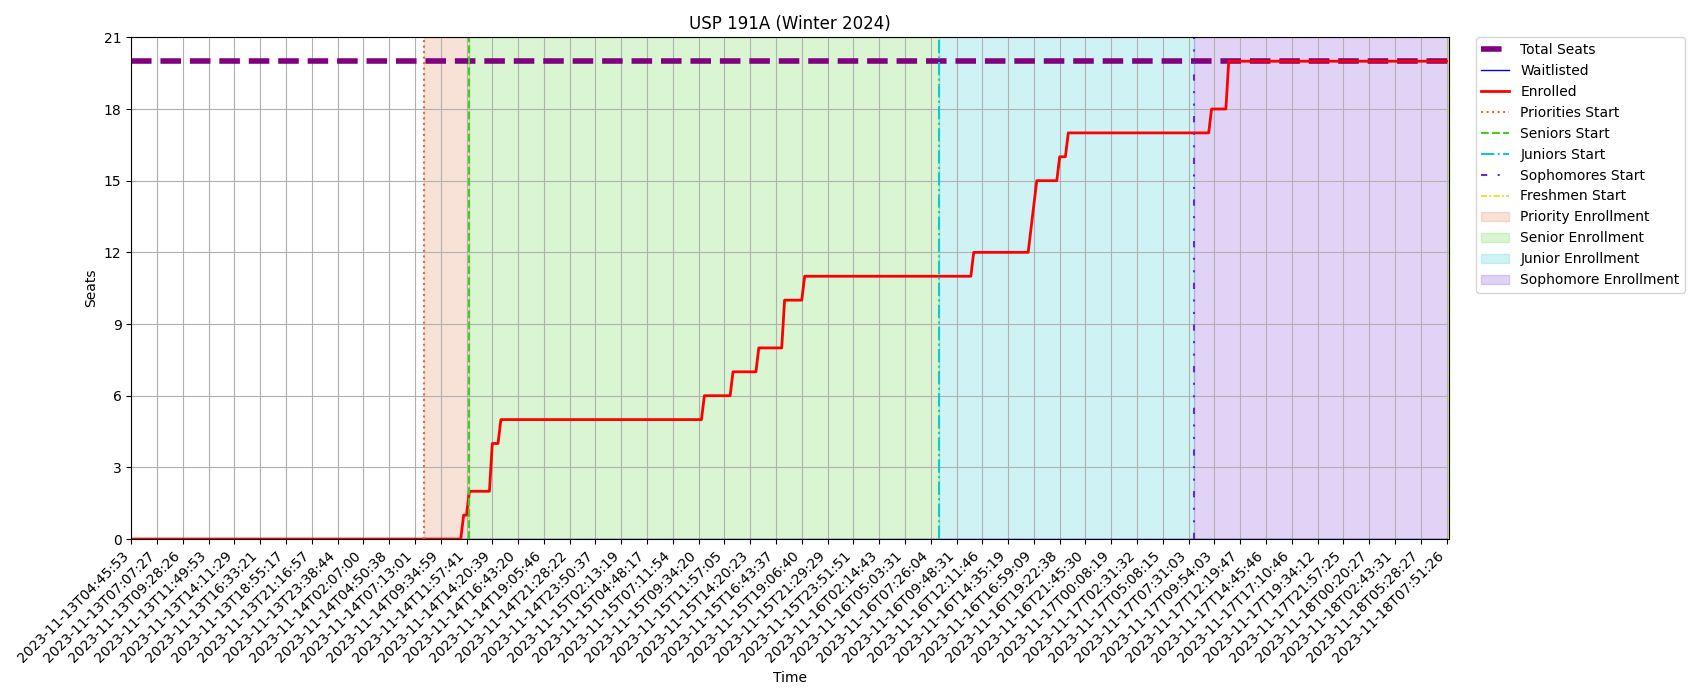 USP 191A (Winter 2024)
21
18
15
12
9
6
3
0
Seats
2023-11-13T04:45:53
2023-11-13T07:07:27
2023-11-13T09:28:26
2023-11-13T11:49:53
2023-11-13T14:11:29
2023-11-13T16:33:21
2023-11-13T18:55:17
2023-11-13T21:16:57
2023-11-13T23:38:44
2023-11-14T02:07:00
2023-11-14T04:50:38
2023-11-14T07:13:01
2023-11-14T09:34:59
2023-11-14T11:57:41
2023-11-14T14:20:39
2023-11-14T16:43:20
2023-11-14T19:05:46
2023-11-14T21:28:22
2023-11-14T23:50:37
2023-11-15T02:13:19
2023-11-15T04:48:17
2023-11-15T07:11:54
2023-11-15T09:34:20
2023-11-15T11:57:05
2023-11-15T14:20:23
2023-11-15T16:43:37
2023-11-15T19:06:40
2023-11-15T21:29:29
2023-11-15T23:51:51
2023-11-16T02:14:43
2023-11-16T05:03:31
2023-11-16T07:26:04
2023-11-16T09:48:31
2023-11-16T12:11:46
2023-11-16T14:35:19
2023-11-16T16:59:09
2023-11-16T19:22:38
2023-11-16T21:45:30
2023-11-17T00:08:19
2023-11-17T02:31:32
2023-11-17T05:08:15
2023-11-17T07:31:03
2023-11-17T09:54:03
2023-11-17T12:19:47
2023-11-17T14:45:46
2023-11-17T17:10:46
2023-11-17T19:34:12
2023-11-17T21:57:25
2023-11-18T00:20:27
2023-11-18T02:43:31
2023-11-18T05:28:27
2023-11-18T07:51:26
Time
Total Seats
Waitlisted
Enrolled
Priorities Start
Seniors Start
Juniors Start
Sophomores Start
Freshmen Start
Priority Enrollment
Senior Enrollment
Junior Enrollment
Sophomore Enrollment